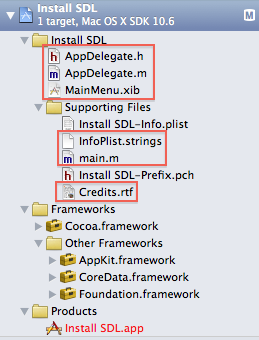 Install SDL
1 target, Mac OS X SDK 10.6
M
Install SDL
AppDelegate.h
AppDelegate.m
MainMenu.xib
Supporting Files
Install SDL-Info.plist
InfoPlist.strings
main.m
Install SDL-Prefix.pch
Credits.rtf
Frameworks
Cocoa.framework
Other Frameworks
AppKit.framework
CoreData.framework
Foundation.framework
Products
Install SDL.app